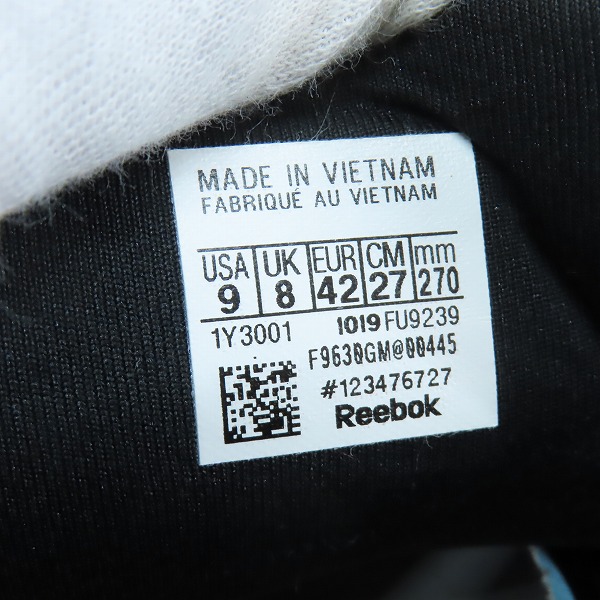 MADE IN VIETNAM
FABRIQUÉ AU VIETNAM
USA UK EUR CM mm
9 8 42 27 270
1Y3001 1019 FU9239
F9630GM@00445
#123476727
Reebok